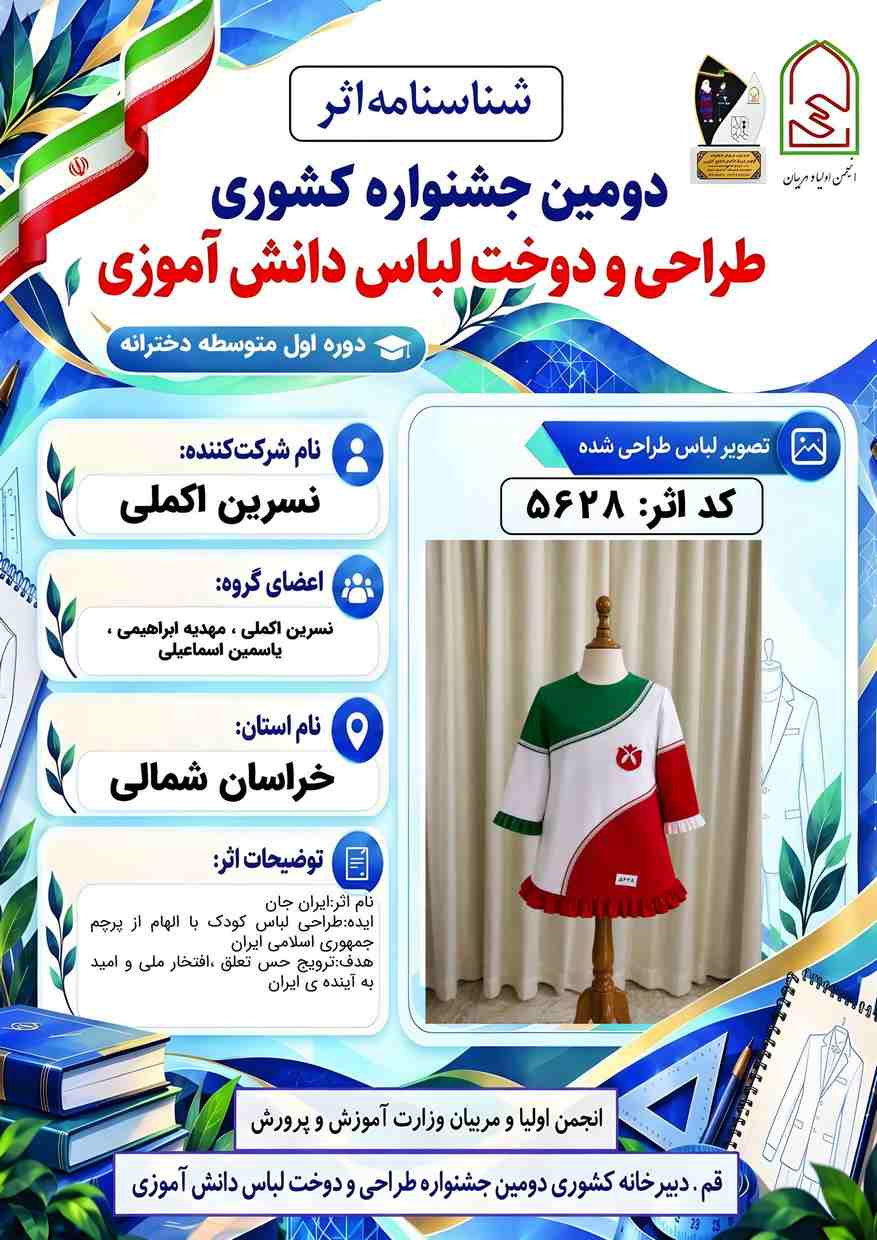 شناسنامه اثر
انجمن اولیا و مربیان
دومین جشنواره کشوری
طراحی و دوخت لباس دانش آموزی
دوره اول متوسطه دخترانه
نام شرکت‌کننده:
نسرین اکملی
اعضای گروه:
نسرین اکملی ، مهدیه ابراهیمی ،
یاسمین اسماعیلی
نام استان:
خراسان شمالی
توضیحات اثر:
نام اثر:ایران جان
ایده:طراحی لباس کودک با الهام از پرچم
جمهوری اسلامی ایران
هدف:ترویج حس تعلق ،افتخار ملی و امید
به آینده ی ایران
تصویر لباس طراحی شده
کد اثر: ۵۶۲۸
۵۶۲۸
انجمن اولیا و مربیان وزارت آموزش و پرورش
قم . دبیرخانه کشوری دومین جشنواره طراحی و دوخت لباس دانش آموزی